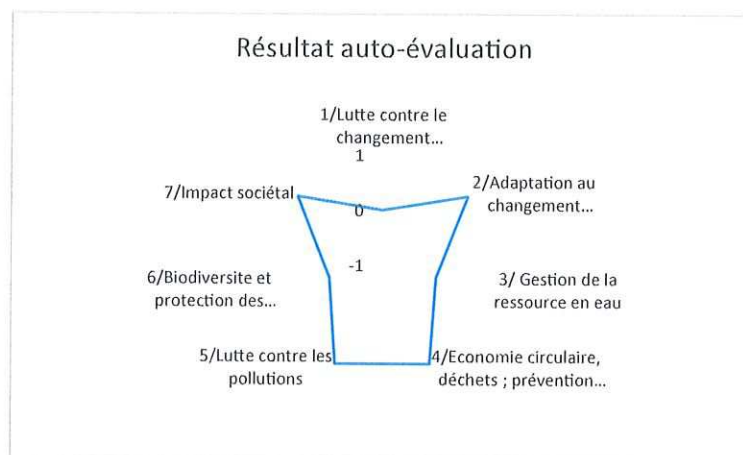 Résultat auto-évaluation
1/Lutte contre le
changement...
1
2/Adaptation au
changement...
7/Impact sociétal
0
-1
3/ Gestion de la
ressource en eau
6/Biodiversite et
protection des...
5/Lutte contre les
pollutions
4/Economie circulaire,
déchets ; prévention...